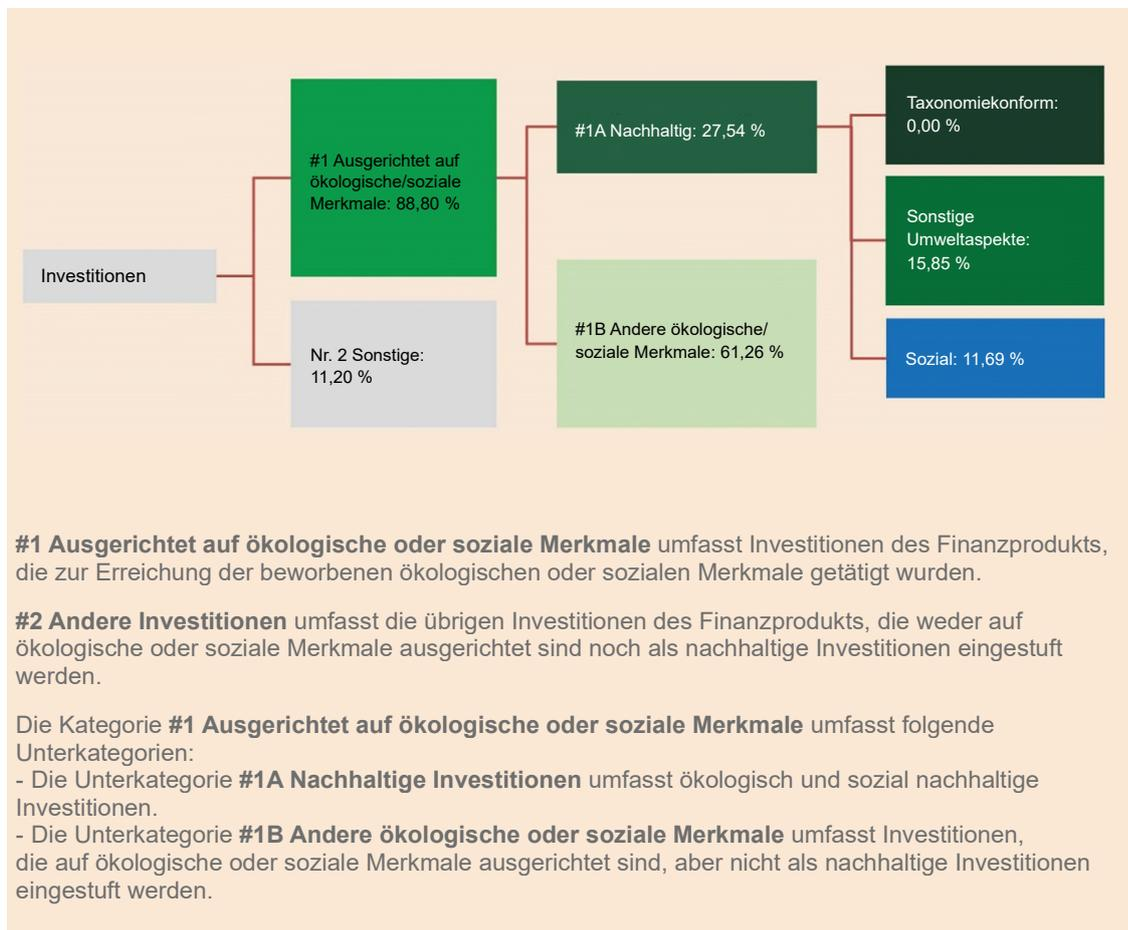 Investitionen
#1 Ausgerichtet auf
ökologische/soziale
Merkmale: 88,80 %
Nr. 2 Sonstige:
11,20 %
#1A Nachhaltig: 27,54 %
#1B Andere ökologische/
soziale Merkmale: 61,26 %
Taxonomiekonform:
0,00 %
Sonstige
Umweltaspekte:
15,85 %
Sozial: 11,69 %
#1 Ausgerichtet auf ökologische oder soziale Merkmale umfasst Investitionen des Finanzprodukts,
die zur Erreichung der beworbenen ökologischen oder sozialen Merkmale getätigt wurden.
#2 Andere Investitionen umfasst die übrigen Investitionen des Finanzprodukts, die weder auf
ökologische oder soziale Merkmale ausgerichtet sind noch als nachhaltige Investitionen eingestuft
werden.
Die Kategorie #1 Ausgerichtet auf ökologische oder soziale Merkmale umfasst folgende
Unterkategorien:
- Die Unterkategorie #1A Nachhaltige Investitionen umfasst ökologisch und sozial nachhaltige
Investitionen.
- Die Unterkategorie #1B Andere ökologische oder soziale Merkmale umfasst Investitionen,
die auf ökologische oder soziale Merkmale ausgerichtet sind, aber nicht als nachhaltige Investitionen
eingestuft werden.